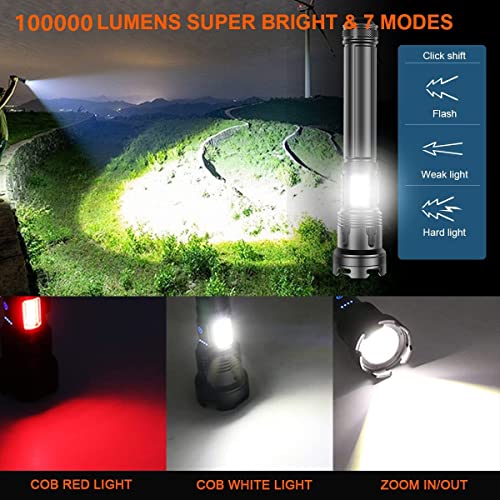 100000 LUMENS SUPER BRIGHT & 7 MODES
Click shift
Flash
Weak light
Hard light
COB RED LIGHT
COB WHITE LIGHT
ZOOM IN/OUT